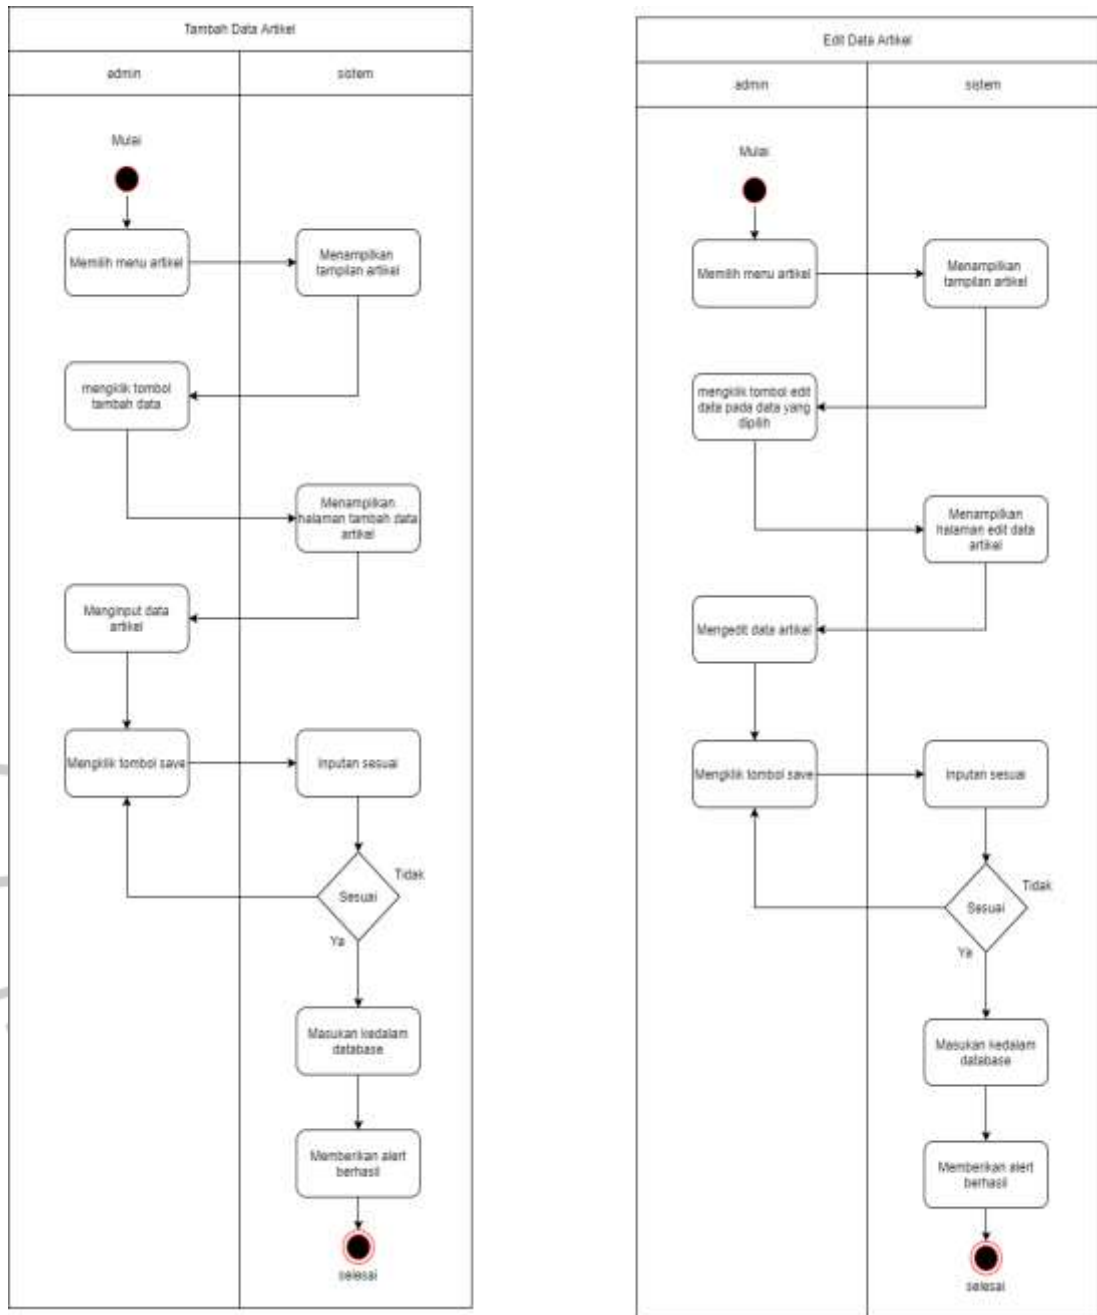 Tambah Data Artikel
admin
sistem
Mulai
Memilih menu artikel
Menampilkan
tampilan artikel
mengklik tombol
tambah data
Menampilkan
halaman tambah data
artikel
Menginput data
artikel
Mengklik tombol save
Inputan sesuai
Sesuai
Tidak
Ya
Masukan kedalam
database
Memberikan alert
berhasil
selesai
Edit Data Artikel
admin
sistem
Mulai
Memilih menu artikel
Menampilkan
tampilan artikel
mengklik tombol edit
data pada data yang
dipilih
Menampilkan
halaman edit data
artikel
Mengedit data artikel
Mengklik tombol save
Inputan sesuai
Sesuai
Tidak
Ya
Masukan kedalam
database
Memberikan alert
berhasil
selesai